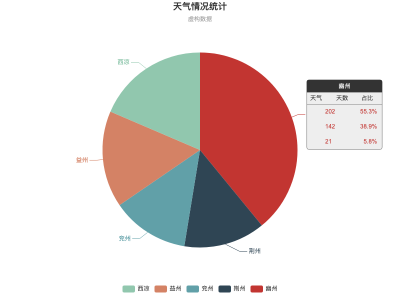 天气情况统计
虚构数据
西凉
幽州
天气 天数 占比
202 55.3%
142 38.9%
21 5.8%
益州
兖州
荆州
西凉 益州 兖州 荆州 幽州